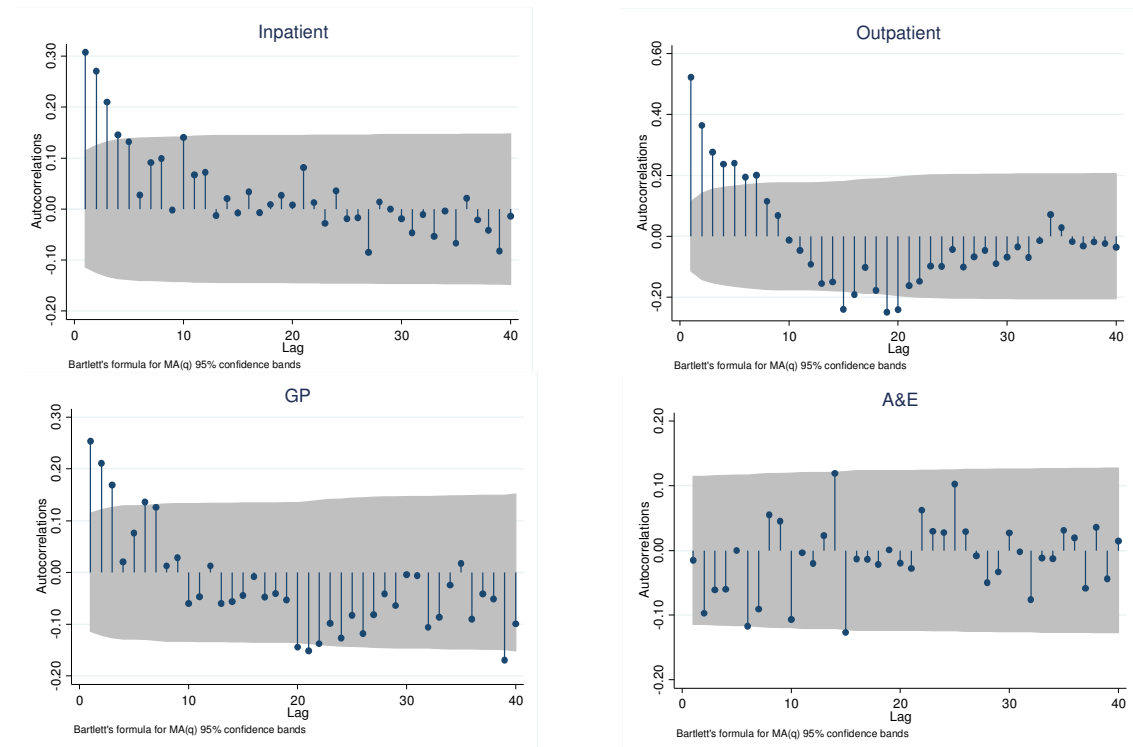 Inpatient
Autocorrelations
0.30
0.20
0.10
0.00
-0.10
-0.20
0 10 20 30 40
Lag
Bartlett's formula for MA(q) 95% confidence bands
Outpatient
Autocorrelations
0.60
0.40
0.20
0.00
-0.20
0 10 20 30 40
Lag
Bartlett's formula for MA(q) 95% confidence bands
GP
Autocorrelations
0.30
0.20
0.10
0.00
-0.10
-0.20
0 10 20 30 40
Lag
Bartlett's formula for MA(q) 95% confidence bands
A&E
Autocorrelations
0.20
0.10
0.00
-0.10
-0.20
0 10 20 30 40
Lag
Bartlett's formula for MA(q) 95% confidence bands